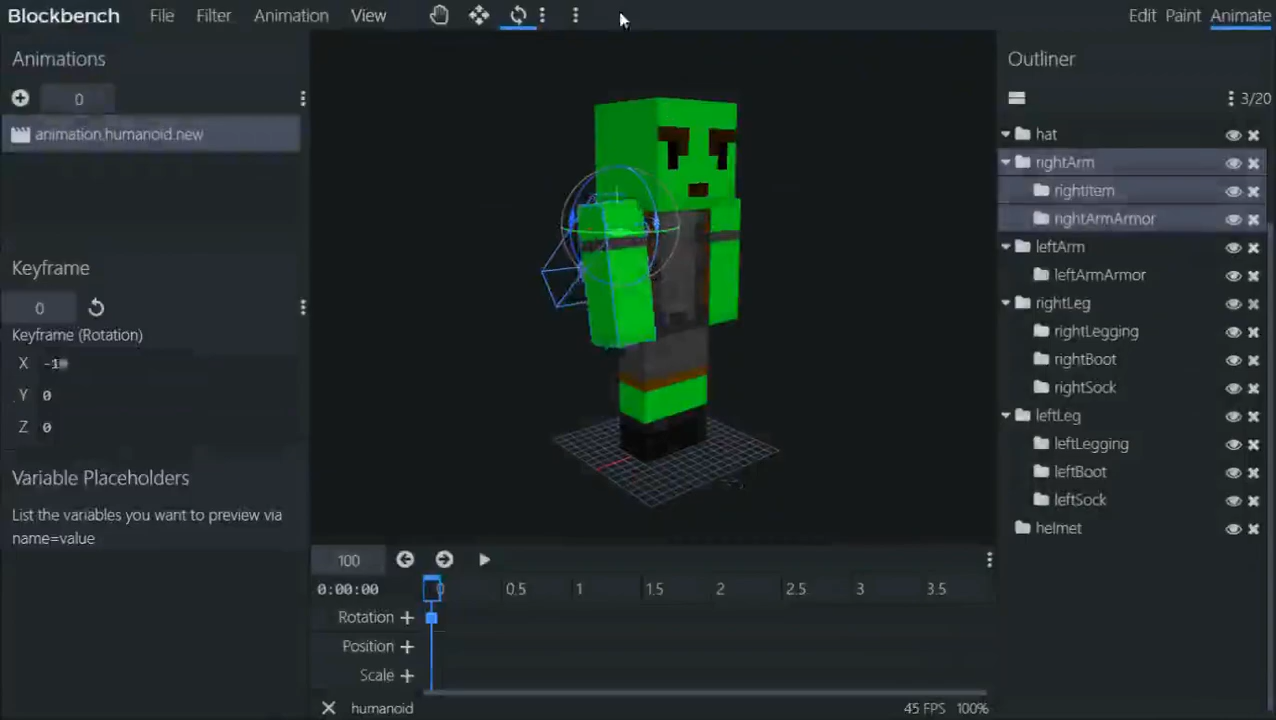 Blockbench File Filter Animation View Edit Paint Animate
Animations
0
animation.humanoid.new
Keyframe
0
Keyframe (Rotation)
X
Y 0
Z 0
Variable Placeholders
List the variables you want to preview via
name=value
Outliner
3/20
hat
rightArm
rightItem
rightArmArmor
leftArm
leftArmArmor
rightLeg
rightLegging
rightBoot
rightSock
leftLeg
leftLegging
leftBoot
leftSock
helmet
100
0:00:00 0 0.5 1 1.5 2 2.5 3 3.5
Rotation
Position
Scale
humanoid 45 FPS 100%